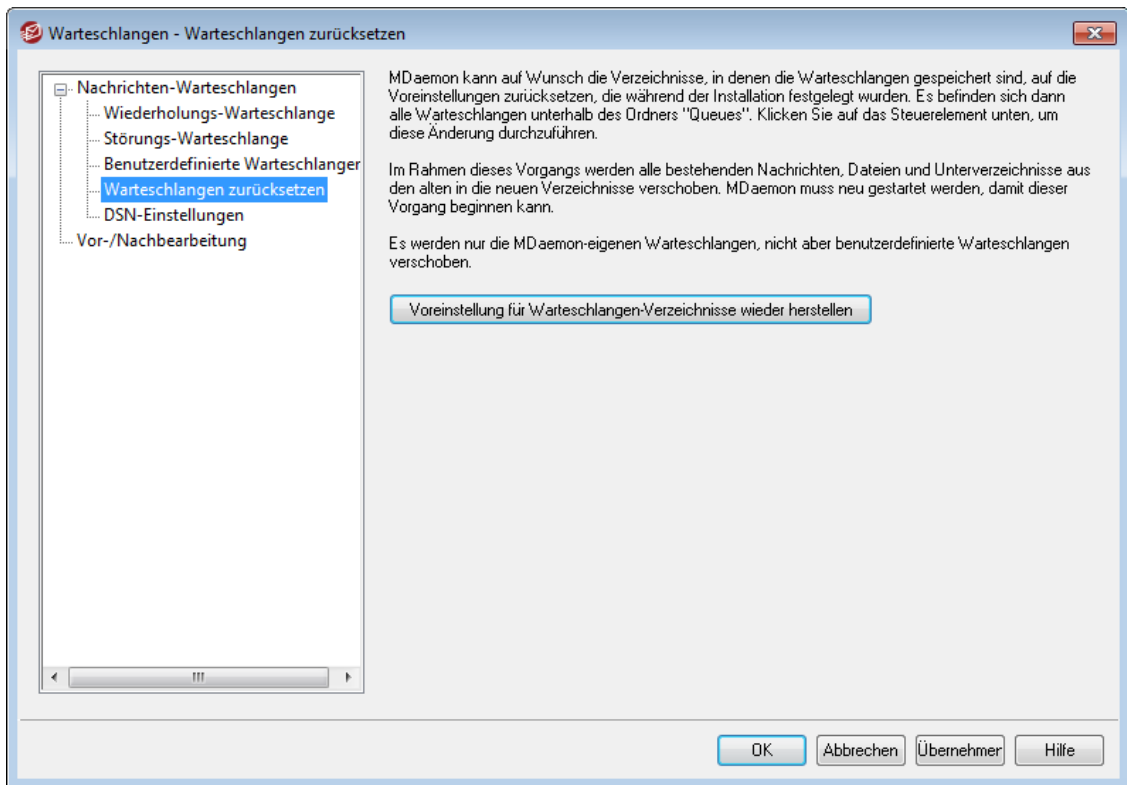 Warteschlangen - Warteschlangen zurücksetzen
Nachrichten-Warteschlangen
Wiederholungs-Warteschlange
Störungs-Warteschlange
Benutzerdefinierte Warteschlanger
Warteschlangen zurücksetzen
DSN-Einstellungen
Vor-/Nachbearbeitung
MDaemon kann auf Wunsch die Verzeichnisse, in denen die Warteschlangen gespeichert sind, auf die
Voreinstellungen zurücksetzen, die während der Installation festgelegt wurden. Es befinden sich dann
alle Warteschlangen unterhalb des Ordners "Queues". Klicken Sie auf das Steuerelement unten, um
diese Änderung durchzuführen.
Im Rahmen dieses Vorgangs werden alle bestehenden Nachrichten, Dateien und Unterverzeichnisse aus
den alten in die neuen Verzeichnisse verschoben. MDaemon muss neu gestartet werden, damit dieser
Vorgang beginnen kann.
Es werden nur die MDaemon-eigenen Warteschlangen, nicht aber benutzerdefinierte Warteschlangen
verschoben.
Voreinstellung für Warteschlangen-Verzeichnisse wieder herstellen
OK
Abbrechen
Übernehmer
Hilfe